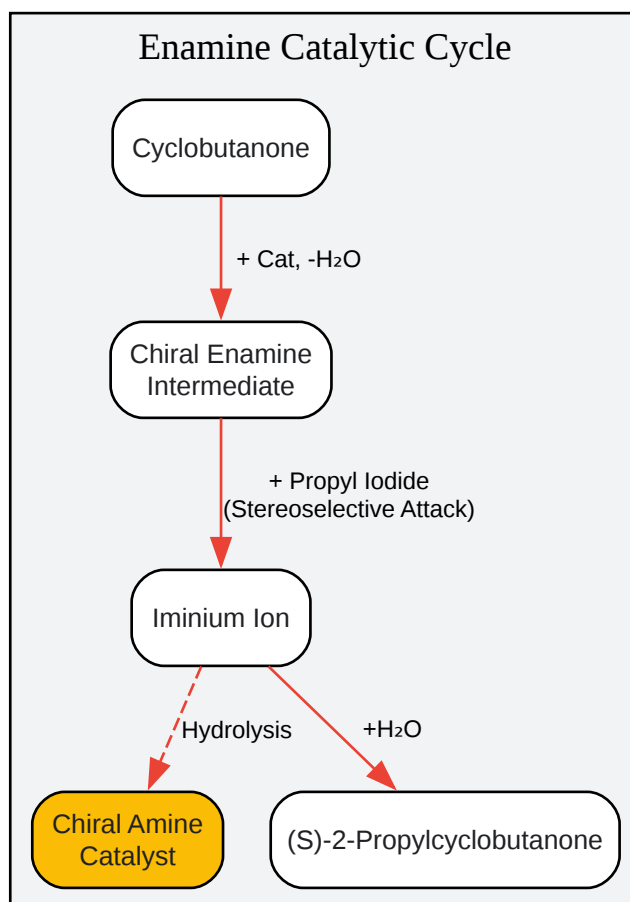 Enamine Catalytic Cycle
Cyclobutanone
+ Cat, -H₂O
Chiral Enamine
Intermediate
+ Propyl Iodide
(Stereoselective Attack)
Iminium Ion
Hydrolysis
+H₂O
Chiral Amine
Catalyst
(S)-2-Propylcyclobutanone